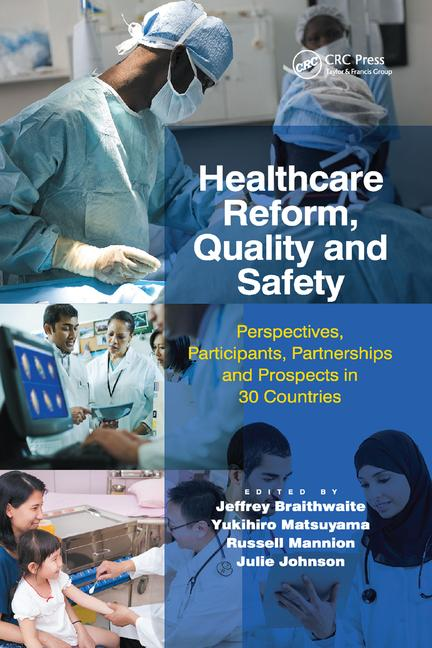 CRC
CRC Press
Taylor & Francis Group
Healthcare
Reform,
Quality and
Safety
Perspectives,
Participants, Partnerships
and Prospects in
30 Countries
EDITED BY
Jeffrey Braithwaite
Yukihiro Matsuyama
Russell Mannion
Julie Johnson